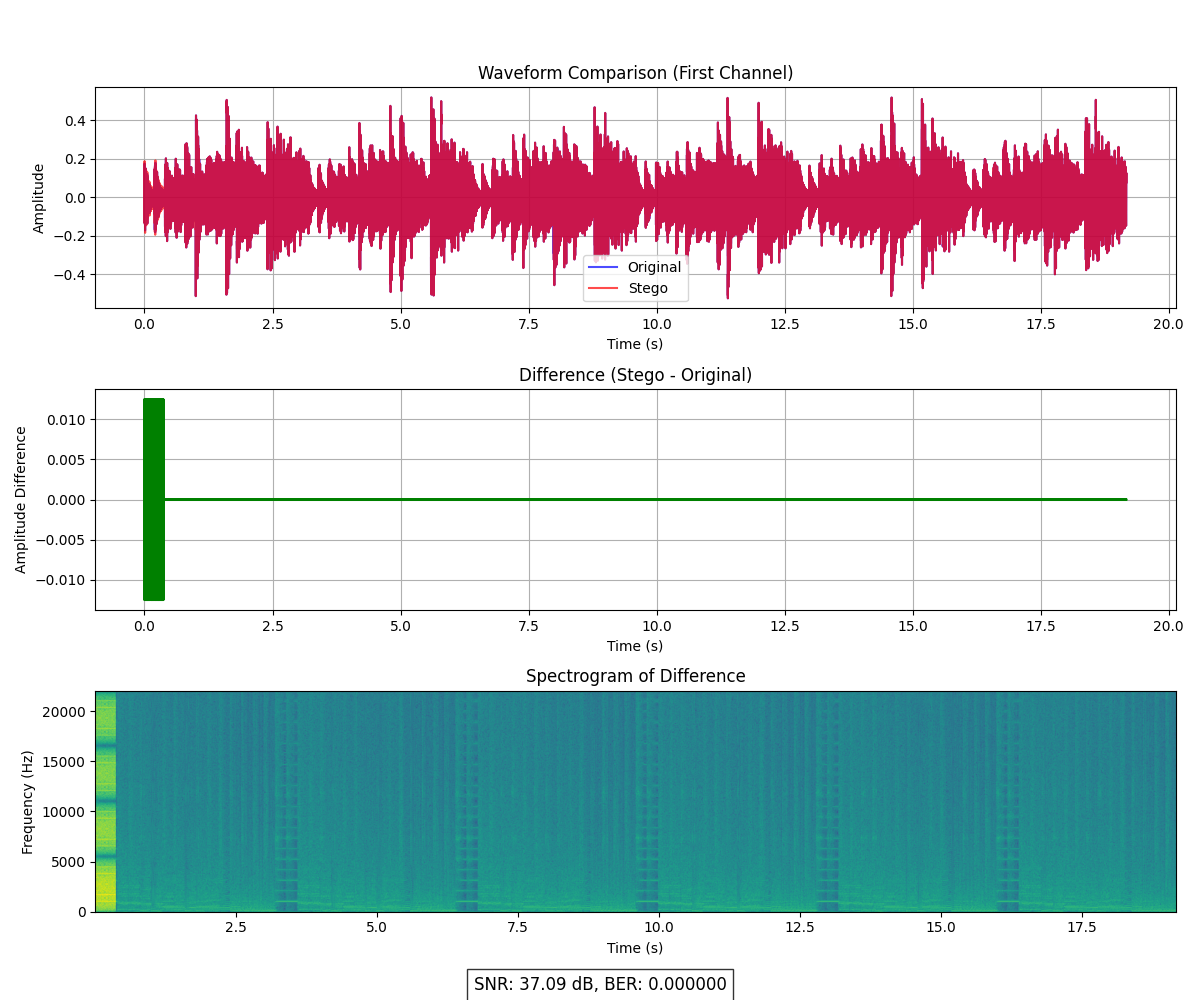 Waveform Comparison (First Channel)
Amplitude
0.4
0.2
0.0
−0.2
−0.4
Original
Stego
0.0 2.5 5.0 7.5 10.0 12.5 15.0 17.5 20.0
Time (s)
Difference (Stego - Original)
Amplitude Difference
0.010
0.005
0.000
−0.005
−0.010
0.0 2.5 5.0 7.5 10.0 12.5 15.0 17.5 20.0
Time (s)
Spectrogram of Difference
Frequency (Hz)
20000
15000
10000
5000
0
2.5 5.0 7.5 10.0 12.5 15.0 17.5
Time (s)
SNR: 37.09 dB, BER: 0.000000